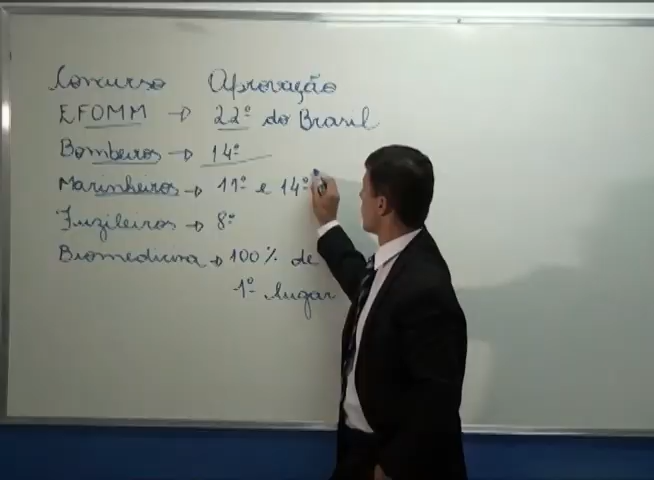 Concurso Aprovação
EFOMM → 22º do Brasil
Bombeiros → 14º
Marinheiros → 11º e 14º
Fuzileiros → 8º
Biomedicina → 100% de
1º lugar